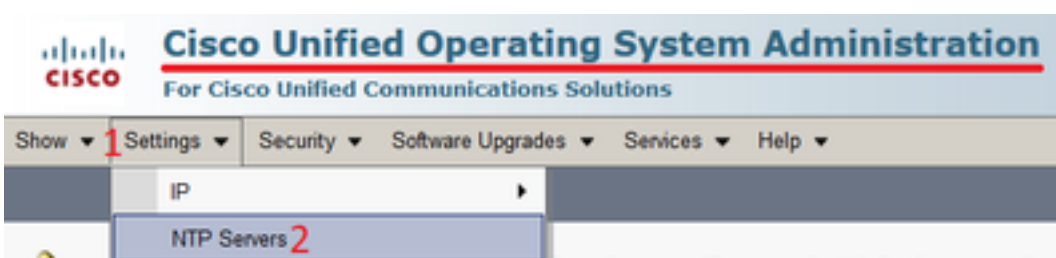 Cisco Unified Operating System Administration
CISCO
For Cisco Unified Communications Solutions
Show 1 Settings Security Software Upgrades Services Help
IP
NTP Servers 2